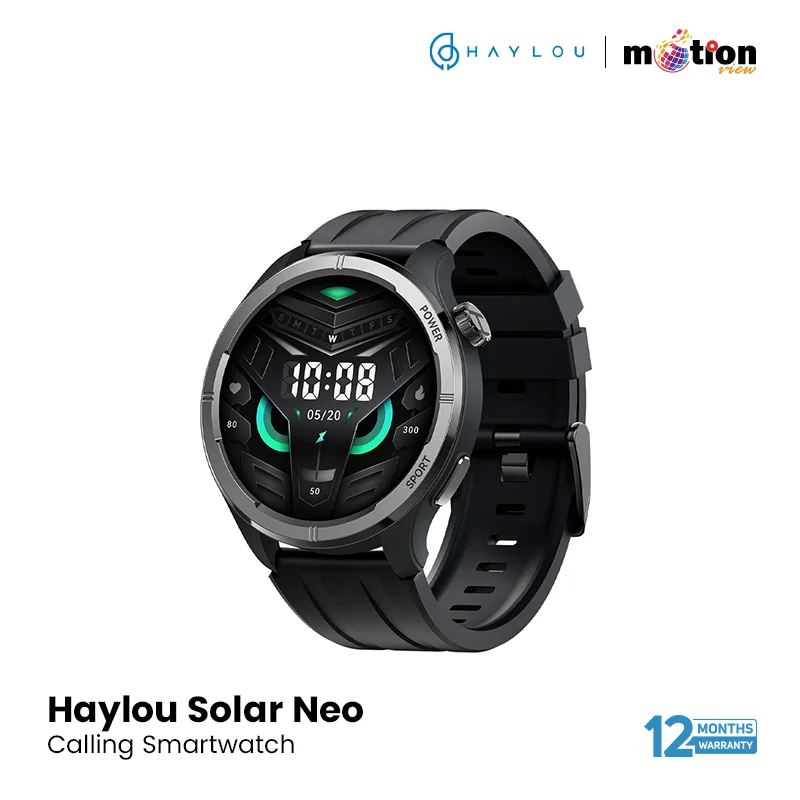 HAYLOU
motion
view
POWER
S M T W T F S
10:08
05/20
80
300
50
SPORT
Haylou Solar Neo
Calling Smartwatch
12 MONTHS
WARRANTY